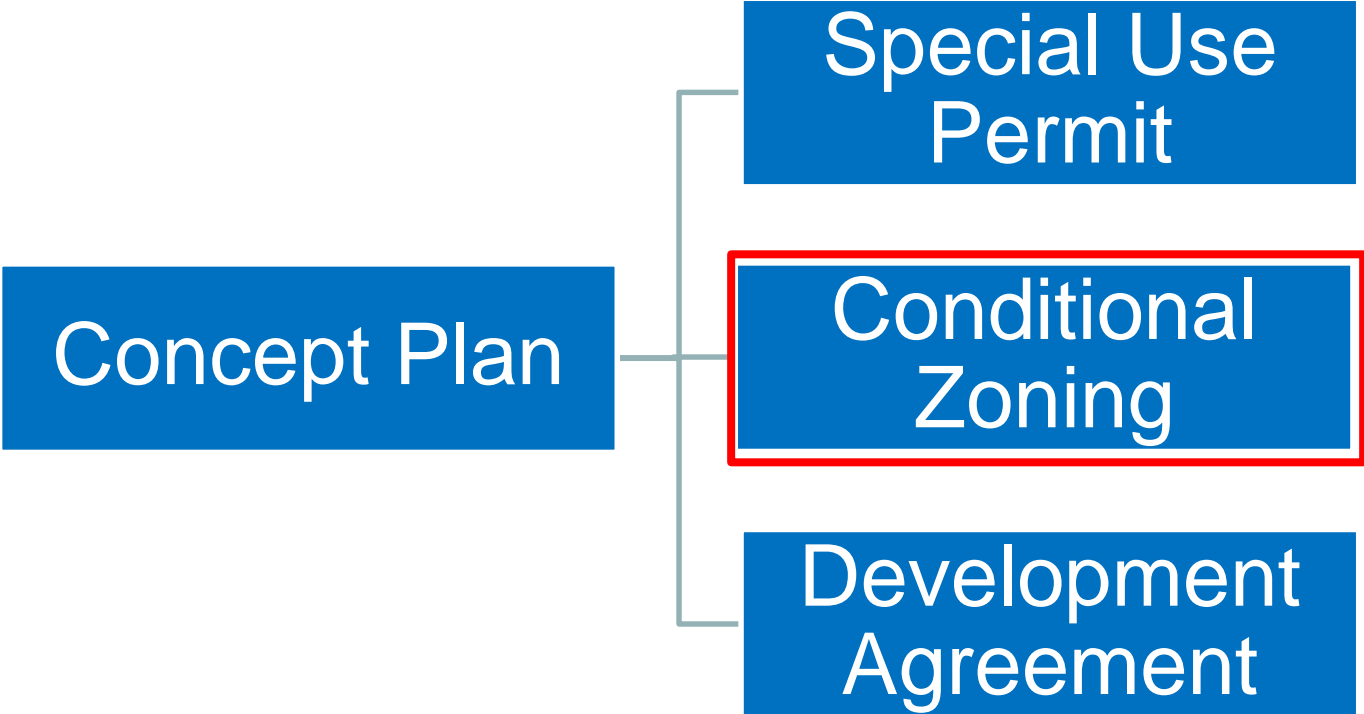 Concept Plan
Special Use
Permit
Conditional
Zoning
Development
Agreement